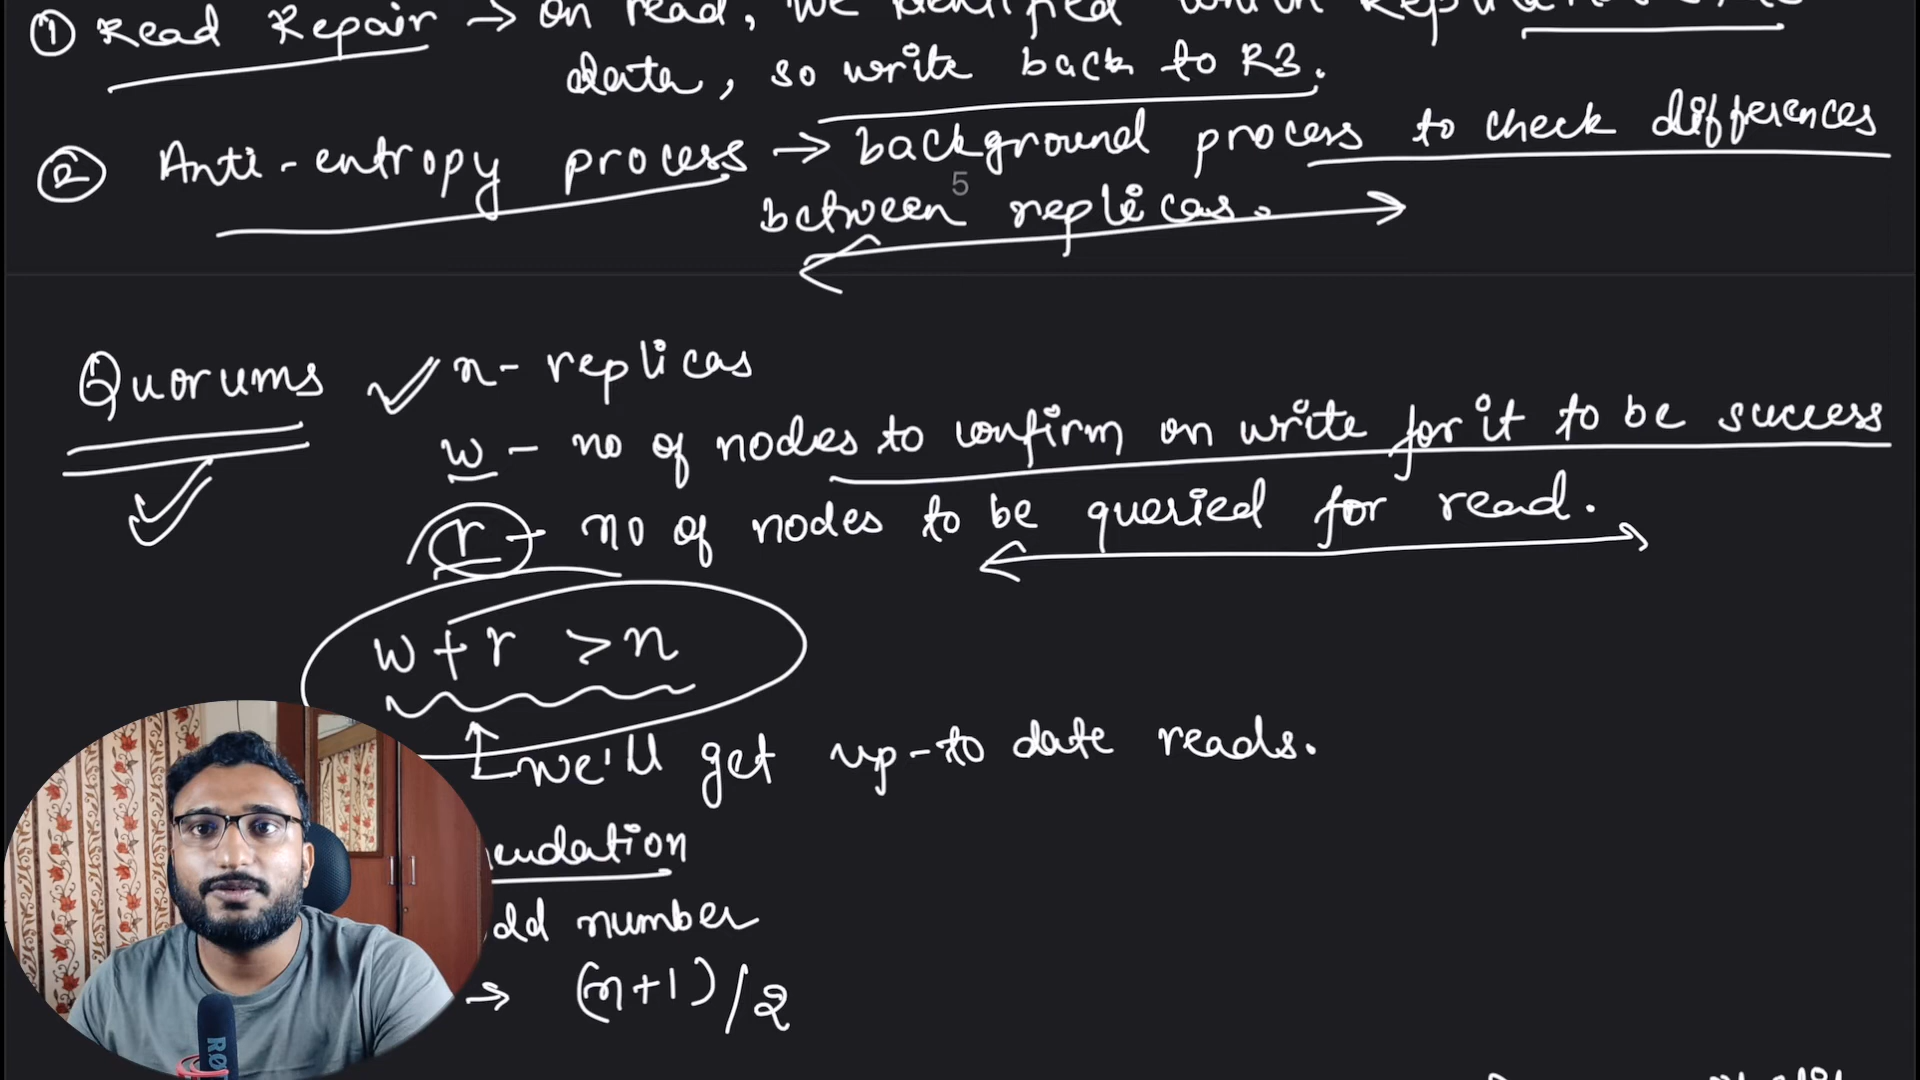 ① Read Repair → on read, we identified which
data, so write back to R3.
② Anti-entropy process → background process to check differences
5
between replicas.
Quorums n- replicas
w - no of nodes to confirm on write for it to be success
r - no of nodes to be queried for read.
w+r > n
we'll get up-to date reads.
endation
odd number
→ (n+1)/2